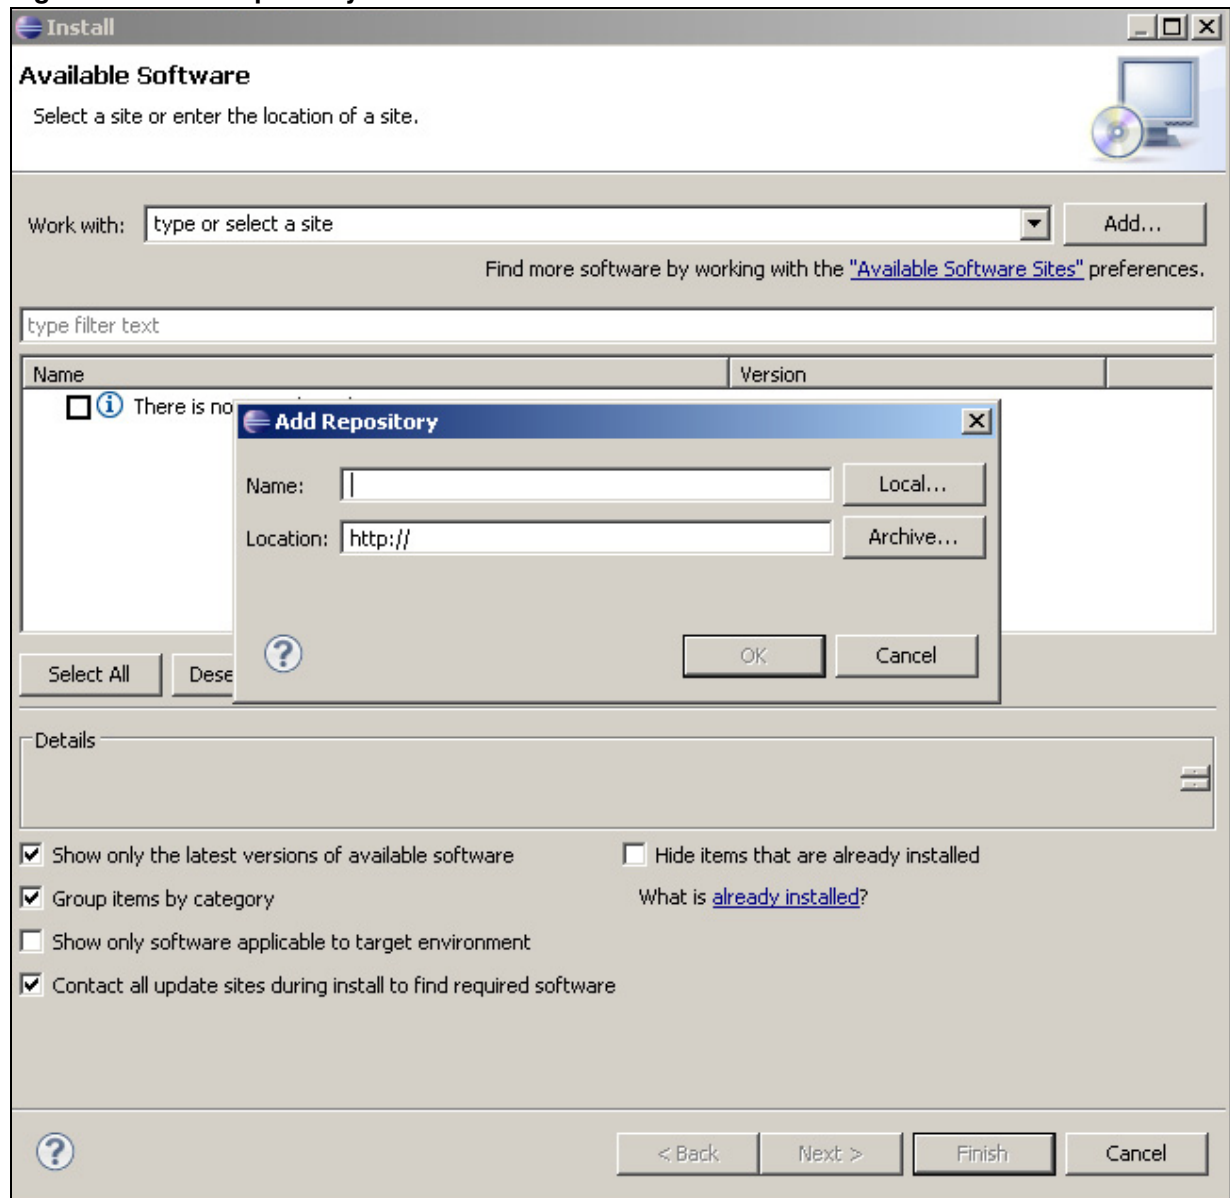 Install
Available Software
Select a site or enter the location of a site.
Work with: type or select a site Add...
Find more software by working with the "Available Software Sites" preferences.
type filter text
Name Version
There is no
Add Repository
Name: Local...
Location: http:// Archive...
OK Cancel
Select All Dese
Details
Show only the latest versions of available software Hide items that are already installed
Group items by category What is already installed?
Show only software applicable to target environment
Contact all update sites during install to find required software
< Back Next > Finish Cancel